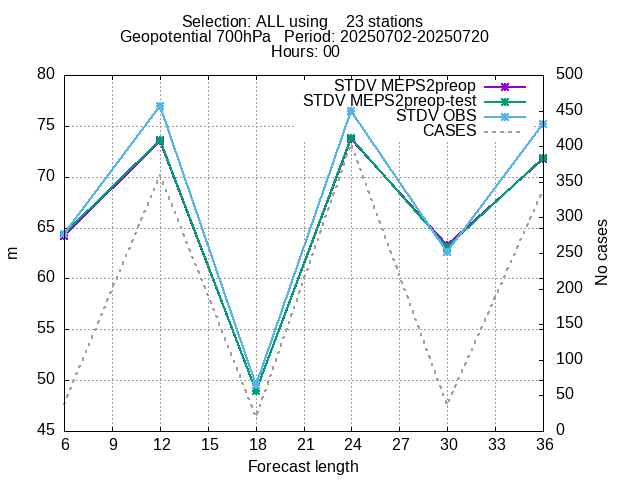 Selection: ALL using    23 stations
Geopotential 700hPa   Period: 20250702-20250720
Hours: 00
STDV MEPS2preop
STDV MEPS2preop-test
STDV OBS
CASES
80
75
70
65
60
55
50
45
m
500
450
400
350
300
250
200
150
100
50
0
No cases
6 9 12 15 18 21 24 27 30 33 36
Forecast length